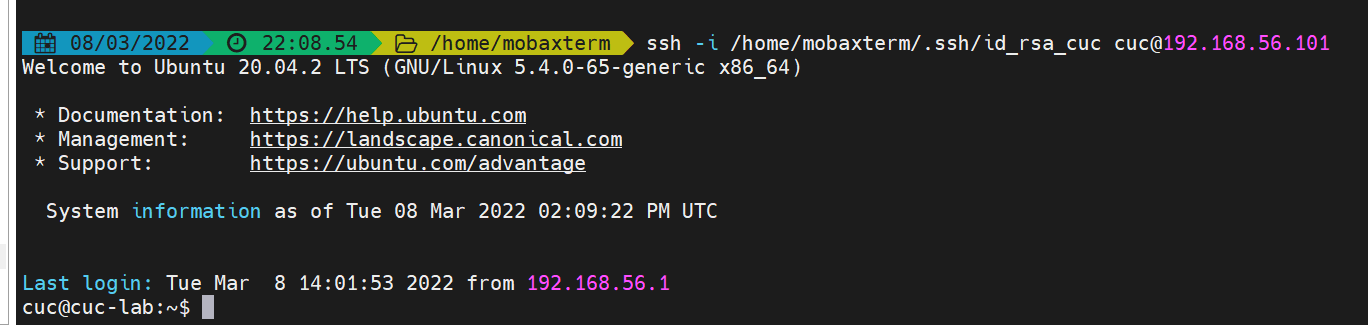 08/03/2022 22:08.54 /home/mobaxterm ssh -i /home/mobaxterm/.ssh/id_rsa_cuc cuc@192.168.56.101
Welcome to Ubuntu 20.04.2 LTS (GNU/Linux 5.4.0-65-generic x86_64)
* Documentation:  https://help.ubuntu.com
* Management:     https://landscape.canonical.com
* Support:        https://ubuntu.com/advantage
System information as of Tue 08 Mar 2022 02:09:22 PM UTC
Last login: Tue Mar  8 14:01:53 2022 from 192.168.56.1
cuc@cuc-lab:~$